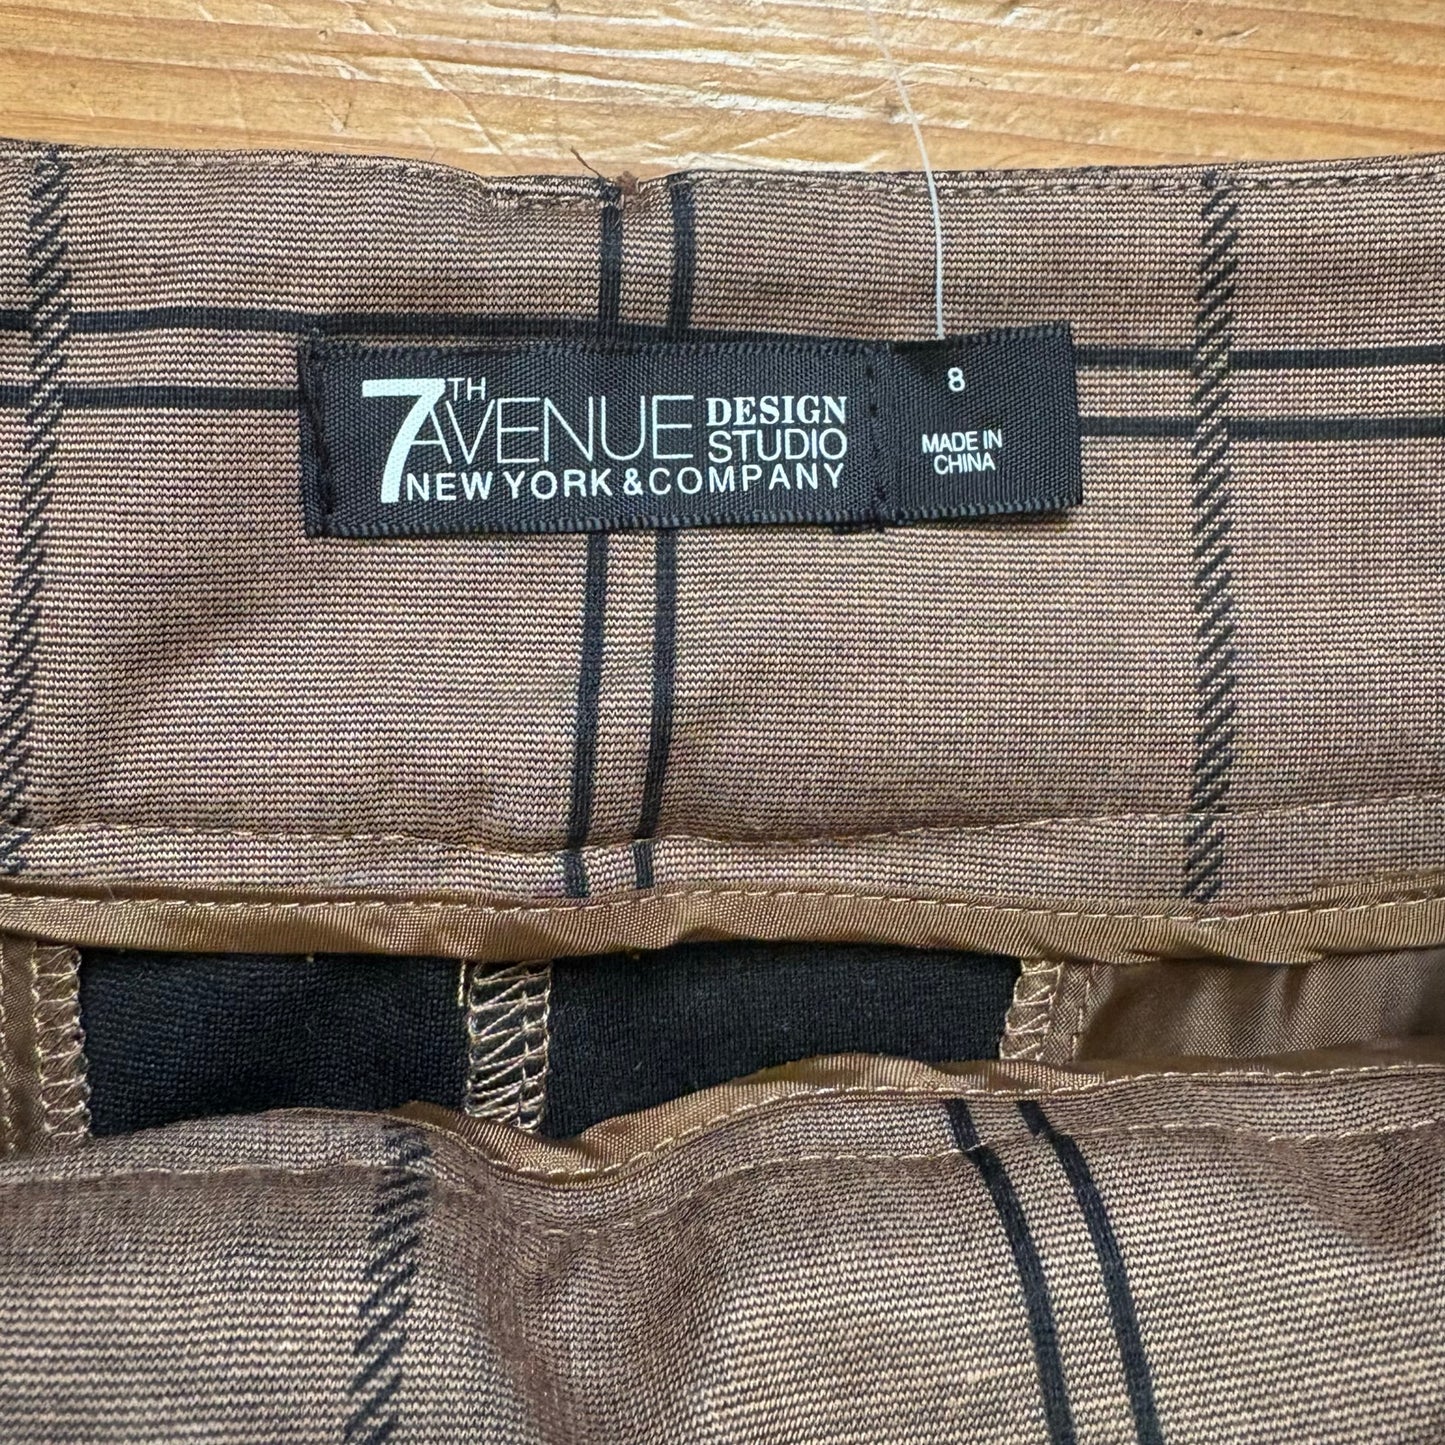 7TH AVENUE DESIGN STUDIO
NEW YORK & COMPANY
8
MADE IN
CHINA